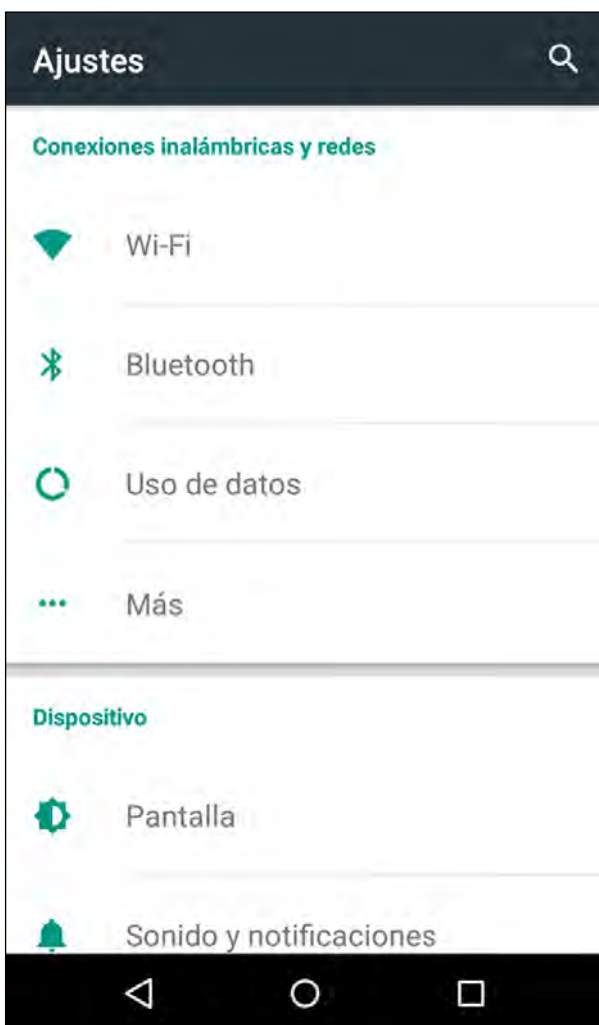 Ajustes
Conexiones inalámbricas y redes
Wi-Fi
Bluetooth
Uso de datos
Más
Dispositivo
Pantalla
Sonido y notificaciones